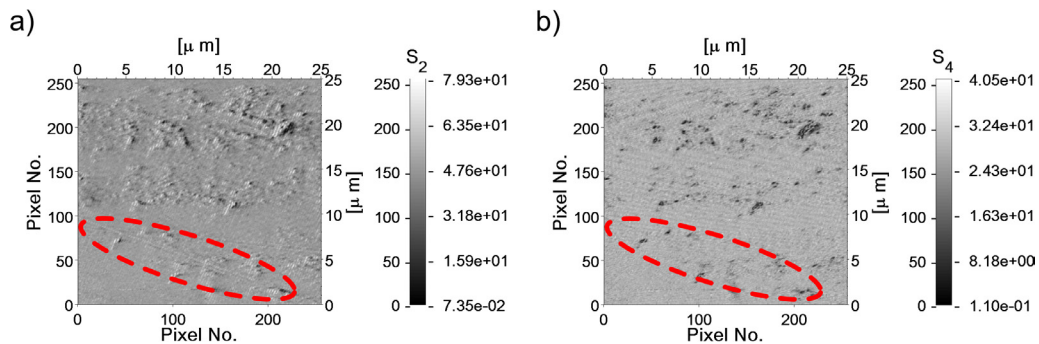 a)
[μ m]
0 5 10 15 20 25
S2
250 200 150 100 50 0
Pixel No.
25 20 15 10 5 0
[μ m]
250 200 150 100 50 0
7.93e+01
6.35e+01
4.76e+01
3.18e+01
1.59e+01
7.35e-02
0 100 200
Pixel No.
b)
[μ m]
0 5 10 15 20 25
S4
250 200 150 100 50 0
Pixel No.
25 20 15 10 5 0
[μ m]
250 200 150 100 50 0
4.05e+01
3.24e+01
2.43e+01
1.63e+01
8.18e+00
1.10e-01
0 100 200
Pixel No.